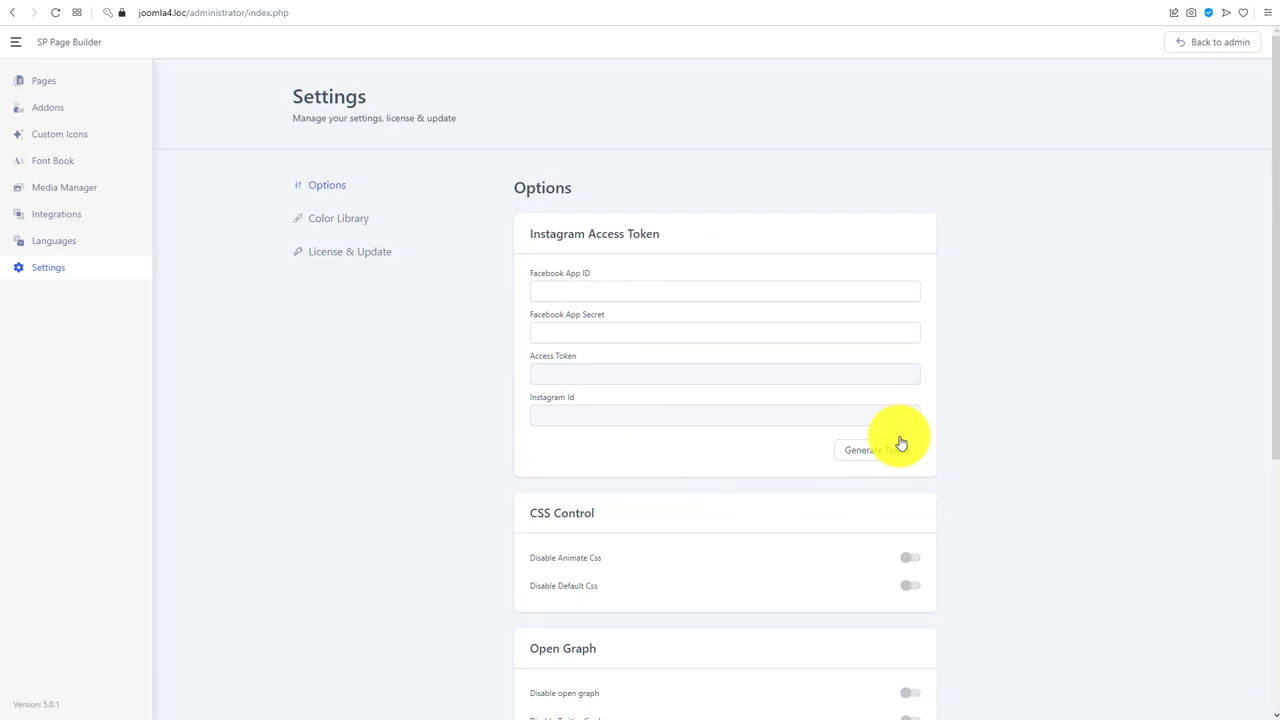 joomla4.loc/administrator/index.php
SP Page Builder
Back to admin
Pages
Addons
Custom Icons
Aa Font Book
Media Manager
Integrations
Languages
Settings
Version: 5.0.1
Settings
Manage your settings, license & update
Options
Color Library
License & Update
Options
Instagram Access Token
Facebook App ID
Facebook App Secret
Access Token
Instagram Id
Generate Token
CSS Control
Disable Animate Css
Disable Default Css
Open Graph
Disable open graph